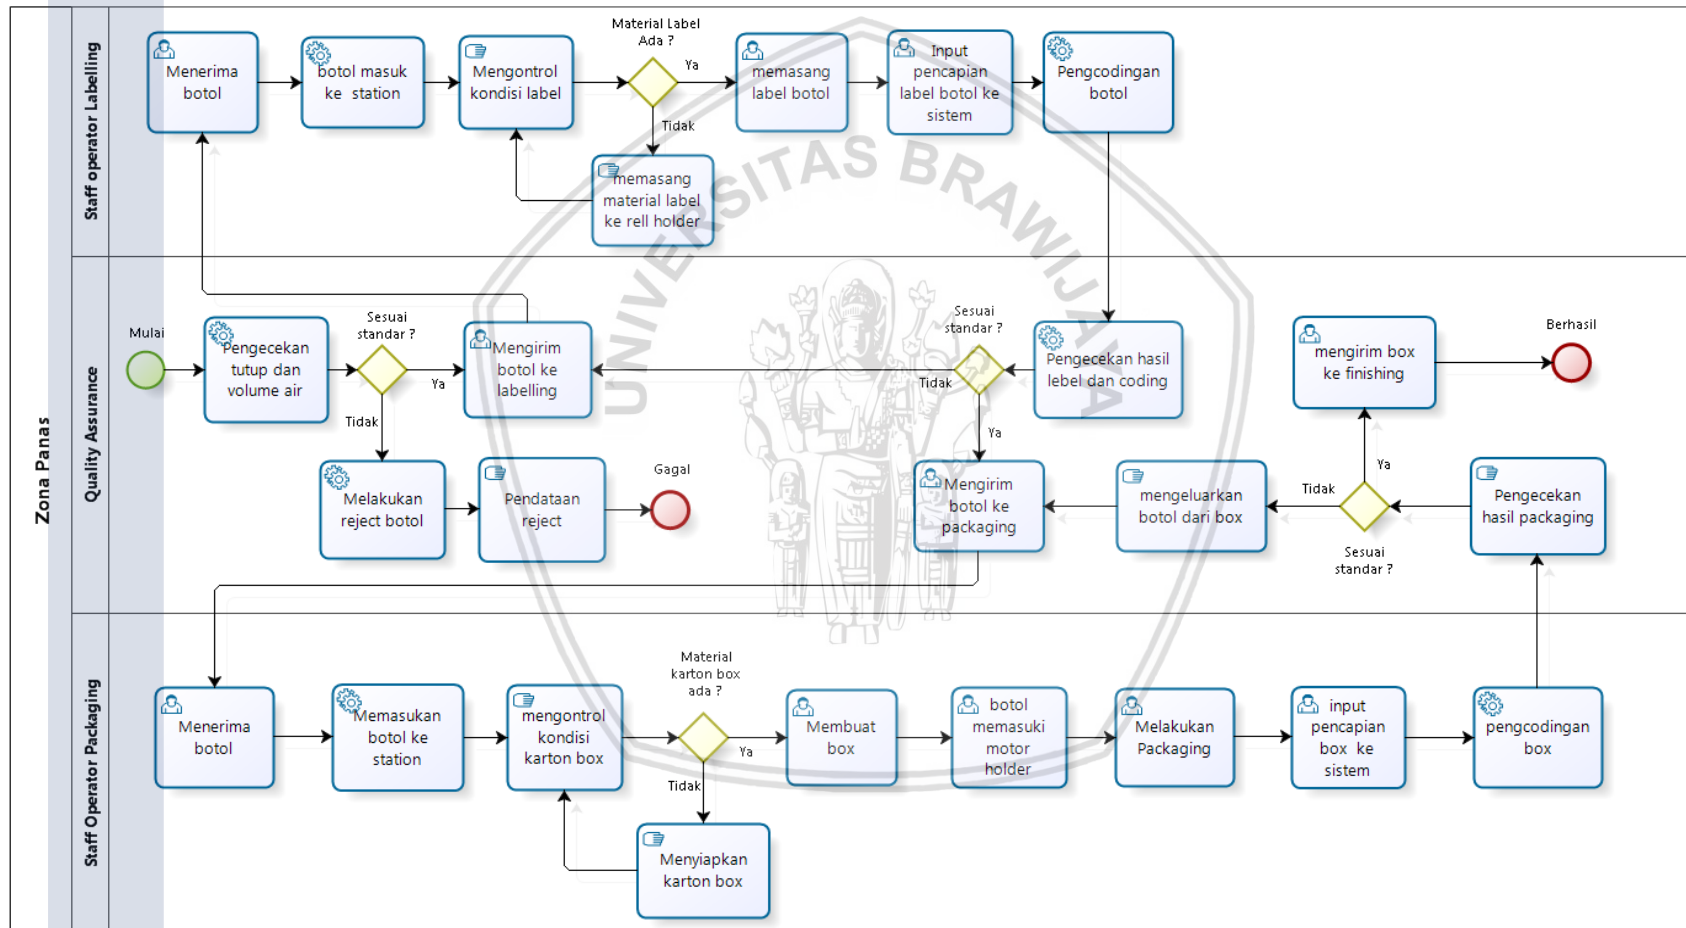 Zona Panas
Staff operator Labelling
Menerima
botol
botol masuk
ke station
Mengontrol
kondisi label
Material Label
Ada ?
Ya
Tidak
memasang
material label
ke rell holder
memasang
label botol
Input
pencapian
label botol ke
sistem
Pengcodingan
botol
Quality Assurance
Mulai
Pengecekan
tutup dan
volume air
Sesuai
standar ?
Ya
Tidak
Mengirim
botol ke
labelling
Melakukan
reject botol
Pendataan
reject
Gagal
Sesuai
standar ?
Tidak
Ya
Pengecekan hasil
lebel dan coding
Mengirim
botol ke
packaging
mengeluarkan
botol dari box
mengirim box
ke finishing
Berhasil
Ya
Tidak
Sesuai
standar ?
Pengecekan
hasil packaging
Staff Operator Packaging
Menerima
botol
Memasukan
botol ke
station
mengontrol
kondisi
karton box
Material
karton box
ada ?
Ya
Tidak
Menyiapkan
karton box
Membuat
box
botol
memasuki
motor
holder
Melakukan
Packaging
input
pencapian
box ke
sistem
pengcodingan
box
UNIVERSITAS BRAWIJAYA